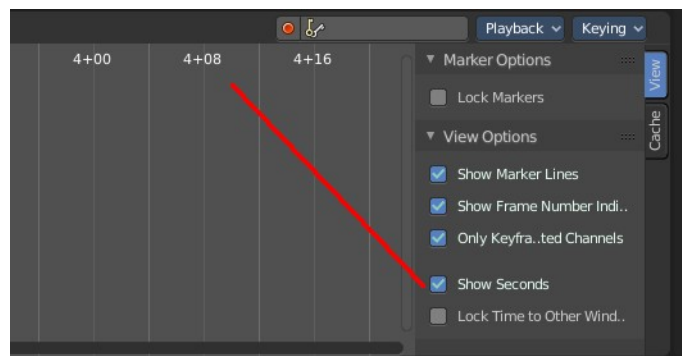 Playback Keying
4+00 4+08 4+16
Marker Options
Lock Markers
View Options
Show Marker Lines
Show Frame Number Indi..
Only Keyfra..ted Channels
Show Seconds
Lock Time to Other Wind..
View
Cache